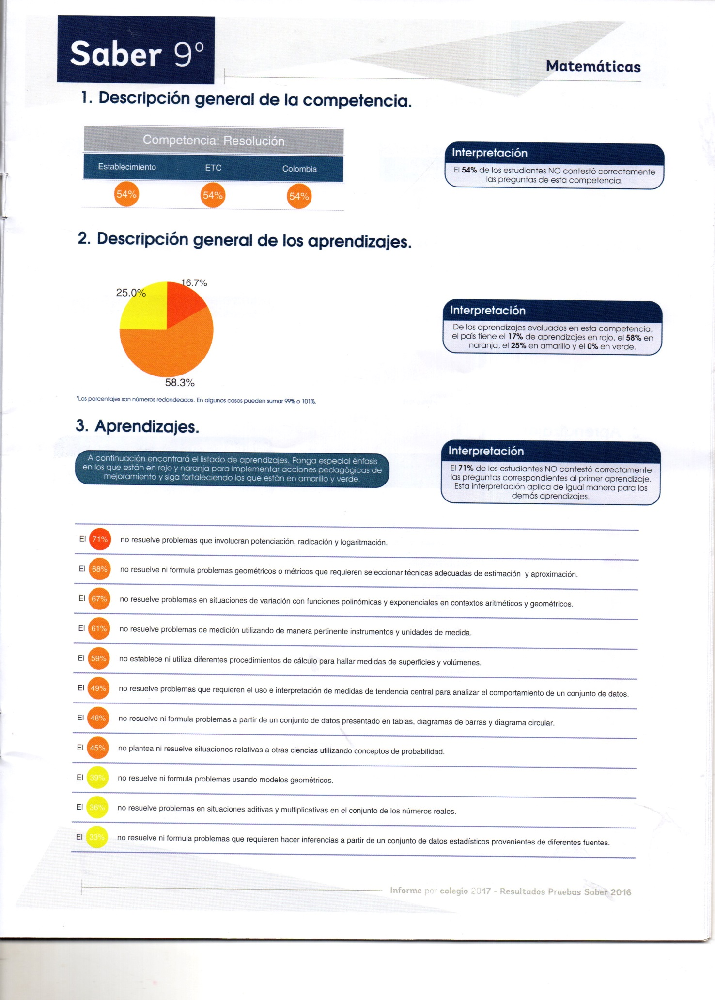 Saber 9º
Matemáticas
1. Descripción general de la competencia.
Competencia: Resolución
Establecimiento ETC Colombia
54% 54% 54%
Interpretación
El 54% de los estudiantes NO contestó correctamente
las preguntas de esta competencia.
2. Descripción general de los aprendizajes.
16.7%
25.0%
58.3%
Interpretación
De los aprendizajes evaluados en esta competencia,
el país tiene el 17% de aprendizajes en rojo, el 58% en
naranja, el 25% en amarillo y el 0% en verde.
*Los porcentajes son números redondeados. En algunos casos pueden sumar 99% o 101%.
3. Aprendizajes.
A continuación encontrará el listado de aprendizajes. Ponga especial énfasis
en los que están en rojo y naranja para implementar acciones pedagógicas de
mejoramiento y siga fortaleciendo los que están en amarillo y verde.
Interpretación
El 71% de los estudiantes NO contestó correctamente
las preguntas correspondientes al primer aprendizaje.
Esta interpretación aplica de igual manera para los
demás aprendizajes.
El 71% no resuelve problemas que involucran potenciación, radicación y logaritmación.
El 68% no resuelve ni formula problemas geométricos o métricos que requieren seleccionar técnicas adecuadas de estimación y aproximación.
El 67% no resuelve problemas en situaciones de variación con funciones polinómicas y exponenciales en contextos aritméticos y geométricos.
El 61% no resuelve problemas de medición utilizando de manera pertinente instrumentos y unidades de medida.
El 59% no establece ni utiliza diferentes procedimientos de cálculo para hallar medidas de superficies y volúmenes.
El 49% no resuelve problemas que requieren el uso e interpretación de medidas de tendencia central para analizar el comportamiento de un conjunto de datos.
El 48% no resuelve ni formula problemas a partir de un conjunto de datos presentado en tablas, diagramas de barras y diagrama circular.
El 45% no plantea ni resuelve situaciones relativas a otras ciencias utilizando conceptos de probabilidad.
El 39% no resuelve ni formula problemas usando modelos geométricos.
El 36% no resuelve problemas en situaciones aditivas y multiplicativas en el conjunto de los números reales.
El 33% no resuelve ni formula problemas que requieren hacer inferencias a partir de un conjunto de datos estadísticos provenientes de diferentes fuentes.
Informe por colegio 2017 - Resultados Pruebas Saber 2016